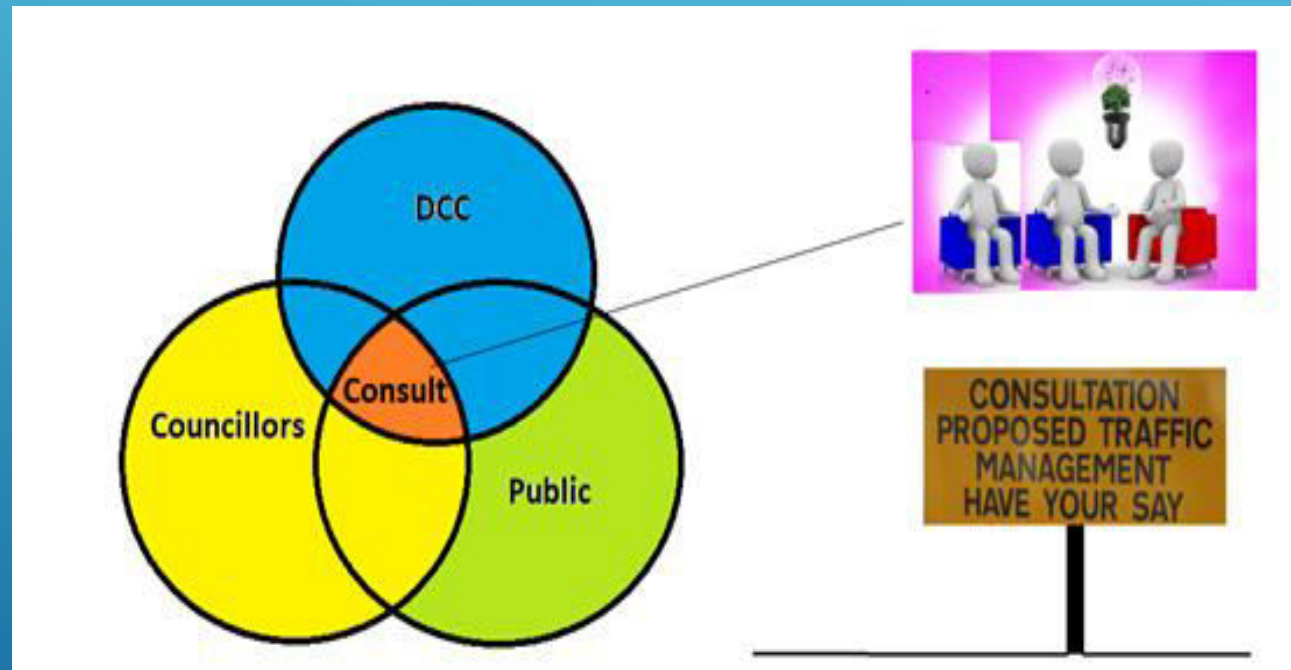 DCC
Consult
Councillors
Public
CONSULTATION
PROPOSED TRAFFIC
MANAGEMENT
HAVE YOUR SAY